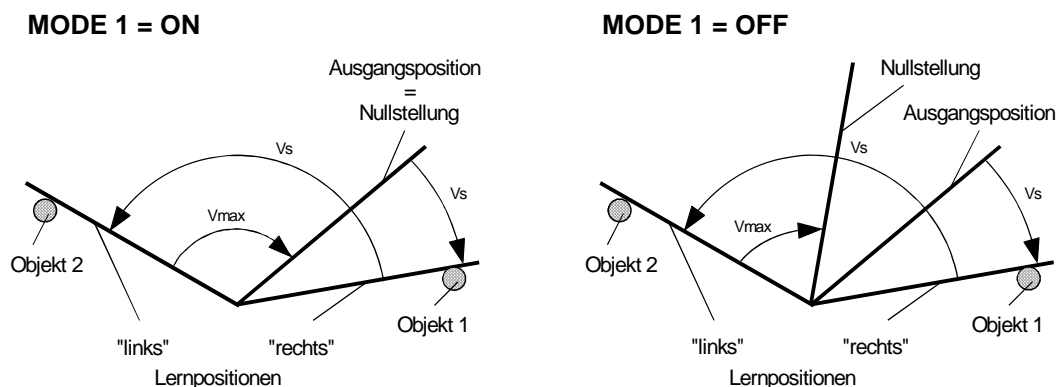 MODE 1 = ON
Ausgangsposition
=
Nullstellung
Vs
Vs
Vmax
Objekt 2
Objekt 1
"links"
"rechts"
Lernpositionen
MODE 1 = OFF
Nullstellung
Ausgangsposition
Vs
Vs
Vmax
Objekt 2
Objekt 1
"links"
"rechts"
Lernpositionen